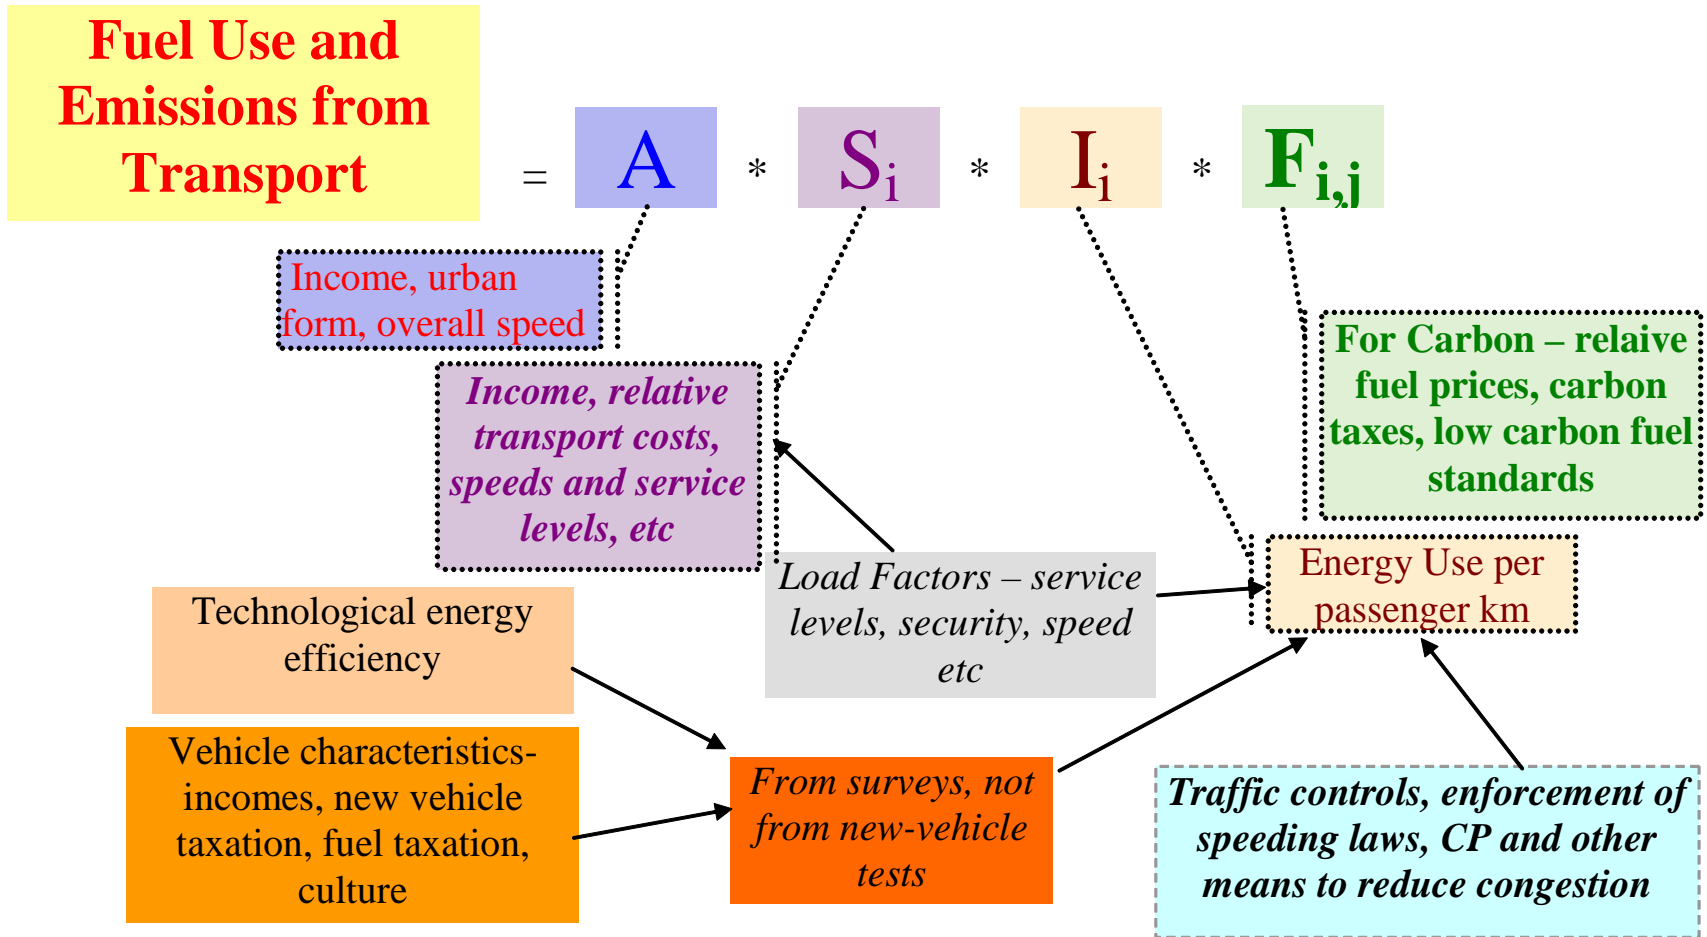 Fuel Use and
Emissions from
Transport
= A * Si * Ii * Fi,j
Income, urban
form, overall speed
Income, relative
transport costs,
speeds and service
levels, etc
For Carbon – relaive
fuel prices, carbon
taxes, low carbon fuel
standards
Load Factors – service
levels, security, speed
etc
Energy Use per
passenger km
Technological energy
efficiency
Vehicle characteristics-
incomes, new vehicle
taxation, fuel taxation,
culture
From surveys, not
from new-vehicle
tests
Traffic controls, enforcement of
speeding laws, CP and other
means to reduce congestion